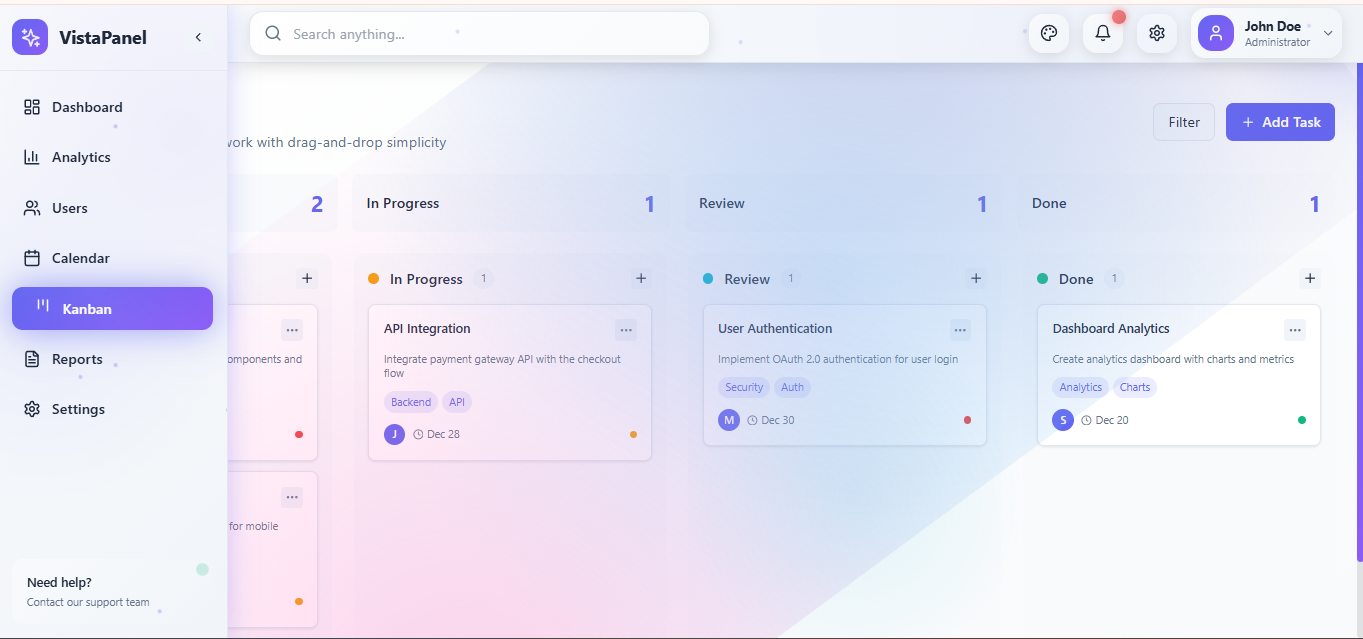 VistaPanel
Search anything...
John Doe
Administrator
Dashboard
Analytics
Users
Calendar
Kanban
Reports
Settings
Need help?
Contact our support team
work with drag-and-drop simplicity
Filter
+ Add Task
2
In Progress
1
Review
1
Done
1
+
omponents and
for mobile
In Progress
1
+
API Integration
Integrate payment gateway API with the checkout
flow
Backend
API
J
Dec 28
Review
1
+
User Authentication
Implement OAuth 2.0 authentication for user login
Security
Auth
M
Dec 30
Done
1
+
Dashboard Analytics
Create analytics dashboard with charts and metrics
Analytics
Charts
S
Dec 20